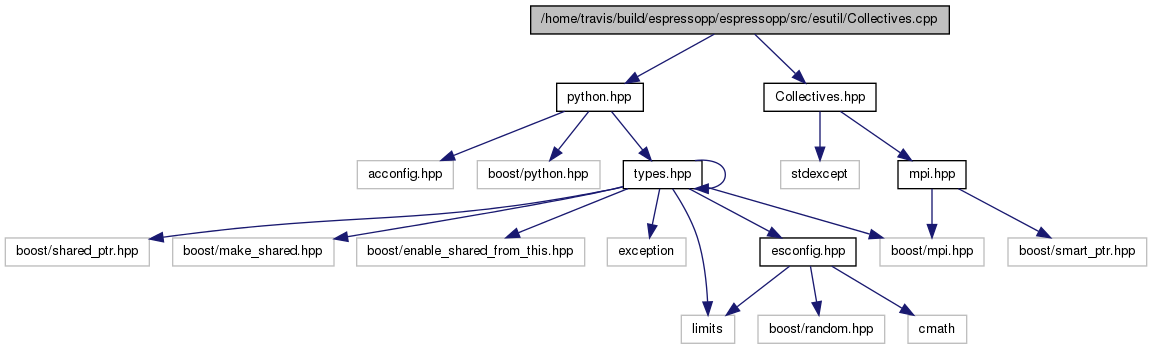 /home/travis/build/espressopp/espressopp/src/esutil/Collectives.cpp
python.hpp
Collectives.hpp
acconfig.hpp
boost/python.hpp
types.hpp
stdexcept
mpi.hpp
boost/shared_ptr.hpp
boost/make_shared.hpp
boost/enable_shared_from_this.hpp
exception
esconfig.hpp
boost/mpi.hpp
boost/smart_ptr.hpp
limits
boost/random.hpp
cmath